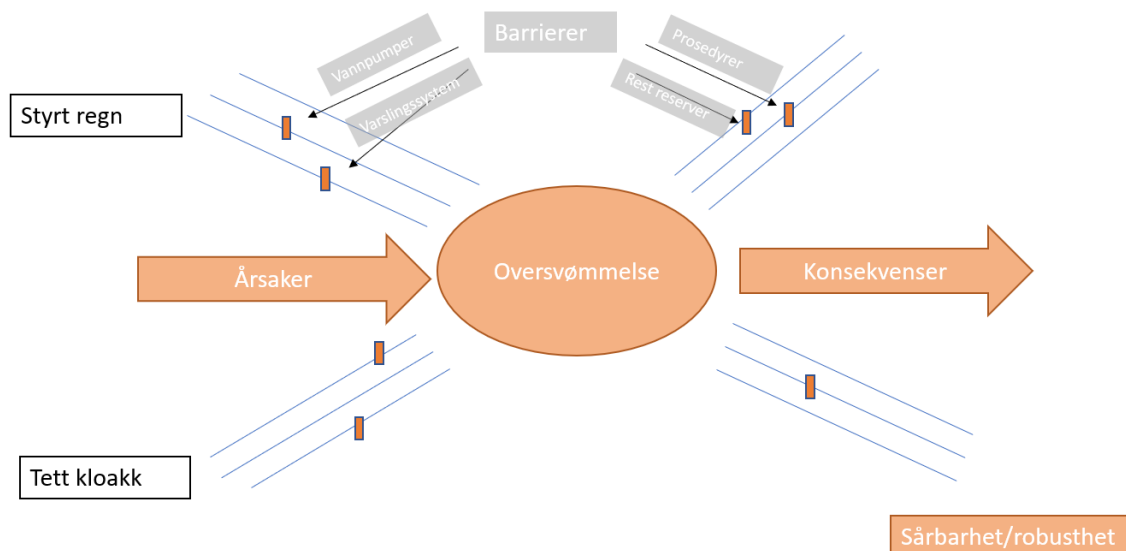 Barrierer
Vannpumper
Prosedyrer
Varslingssystem
Rest reserver
Styrt regn
Årsaker
Oversvømmelse
Konsekvenser
Tett kloakk
Sårbarhet/robusthet